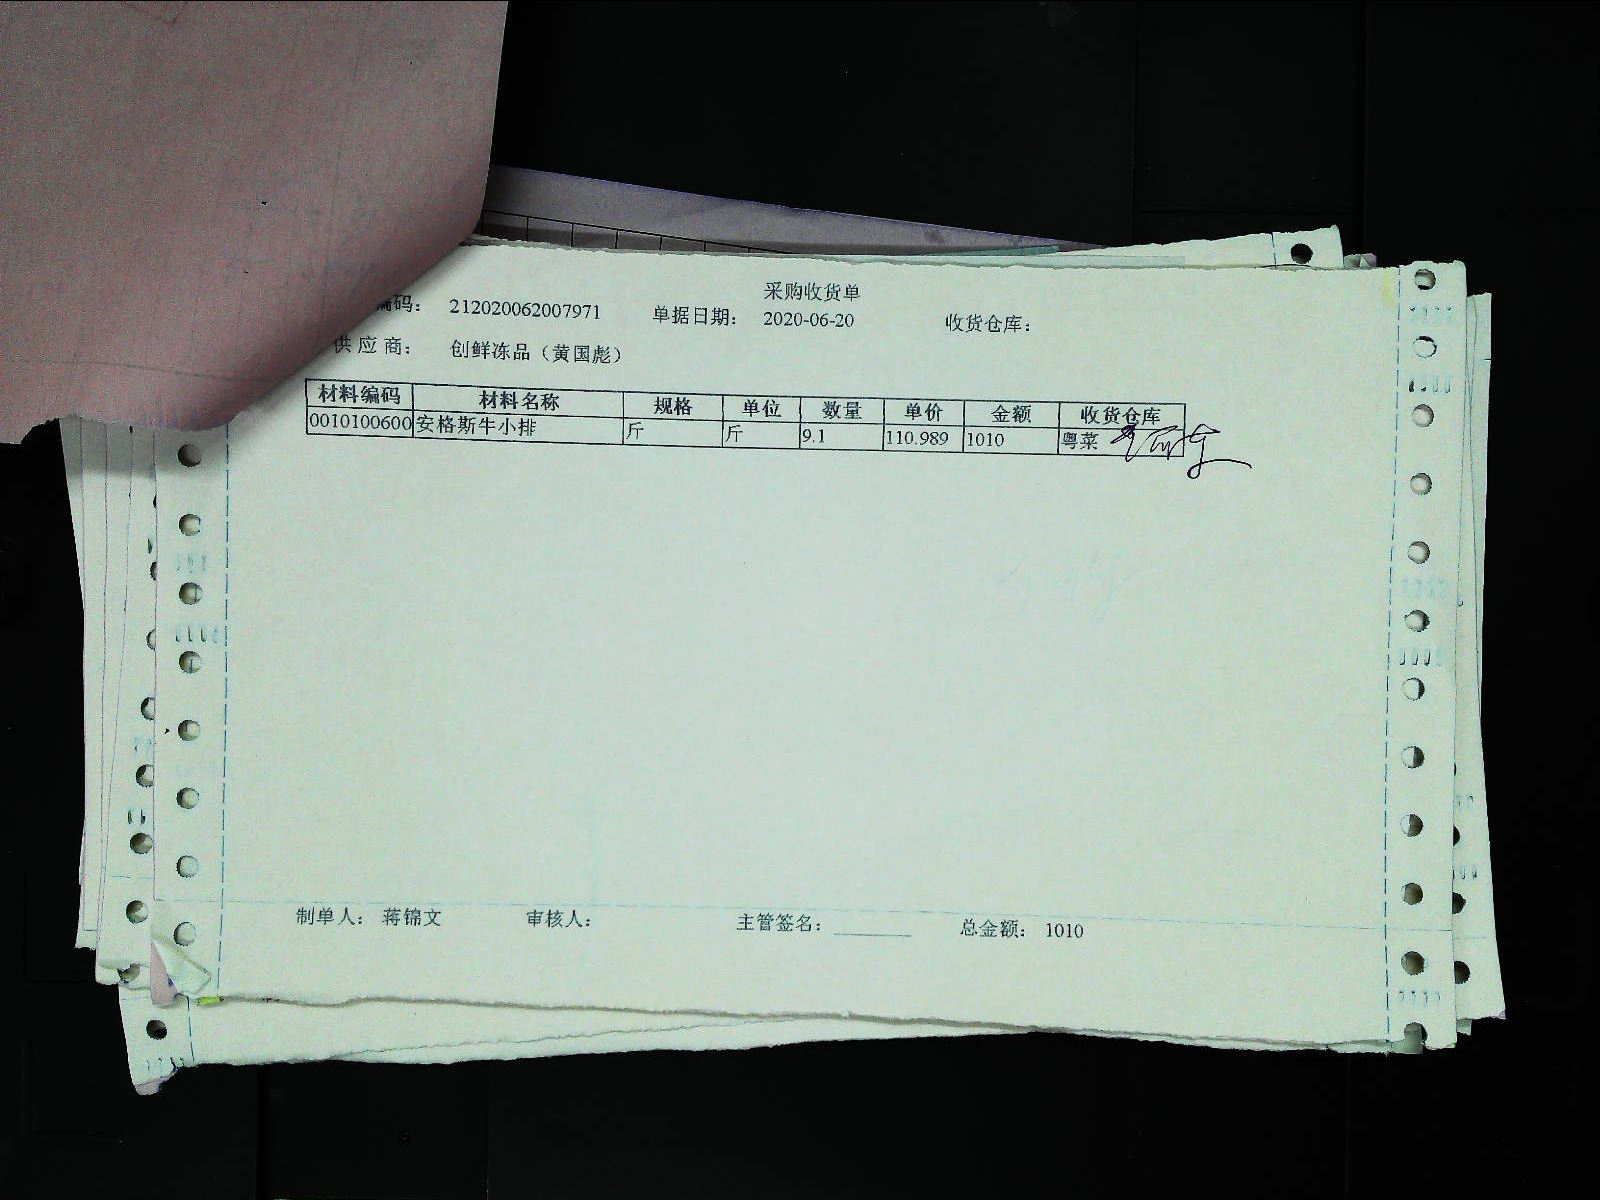 采购收货单
编码： 212020062007971 单据日期： 2020-06-20 收货仓库：
供应商： 创鲜冻品（黄国彪）
材料编码 材料名称 规格 单位 数量 单价 金额 收货仓库
0010100600 安格斯牛小排 斤 斤 9.1 110.989 1010 粤菜
制单人： 蒋锦文 审核人： 主管签名： 总金额： 1010